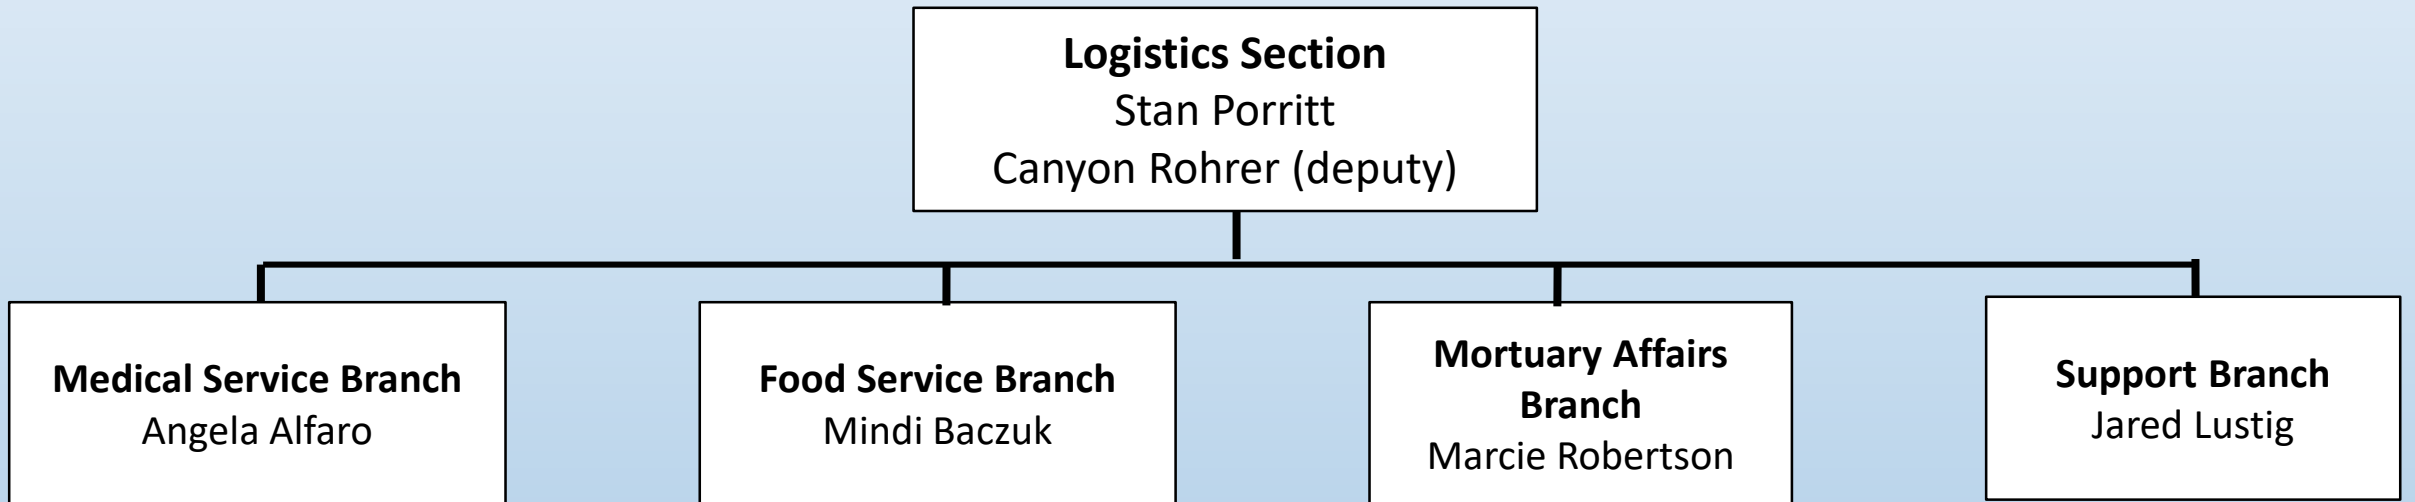 Logistics Section
Stan Porritt
Canyon Rohrer (deputy)
Medical Service Branch
Angela Alfaro
Food Service Branch
Mindi Baczuk
Mortuary Affairs
Branch
Marcie Robertson
Support Branch
Jared Lustig